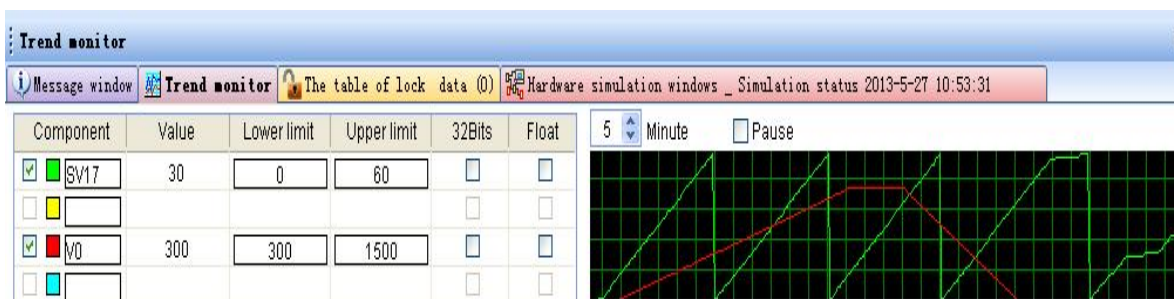 Trend monitor
Message window Trend monitor The table of lock data (0) Hardware simulation windows _ Simulation status 2013-5-27 10:53:31
Component Value Lower limit Upper limit 32Bits Float 5 Minute Pause
SV17 30 0 60
V0 300 300 1500